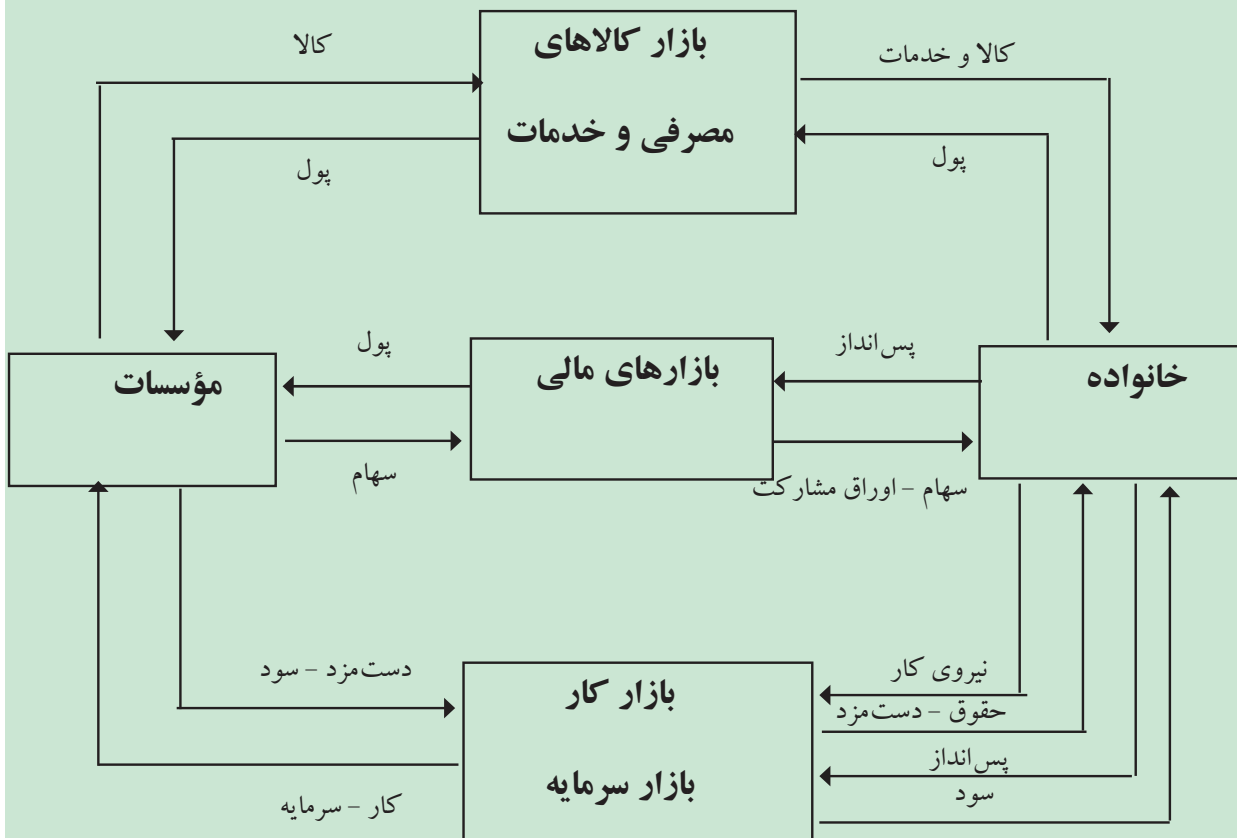 بازار کالاهای
مصرفی و خدمات
کالا و خدمات
پول
کالا
پول
خانواده
پس‌انداز
بازارهای مالی
پول
مؤسسات
سهام – اوراق مشارکت
سهام
نیروی کار
حقوق – دست‌مزد
پس‌انداز
سود
بازار کار
بازار سرمایه
دست‌مزد – سود
کار – سرمایه